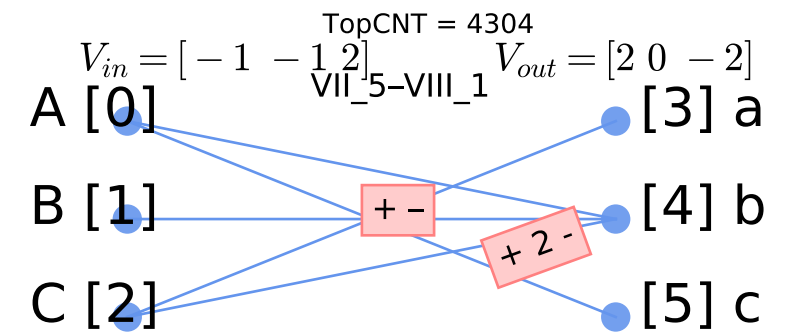 TopCNT = 4304
V_in = [ − 1 − 1 2] V_out = [2 0 − 2]
VII_5–VIII_1
A [0] [3] a
+ –
B [1] [4] b
+ 2 -
C [2] [5] c